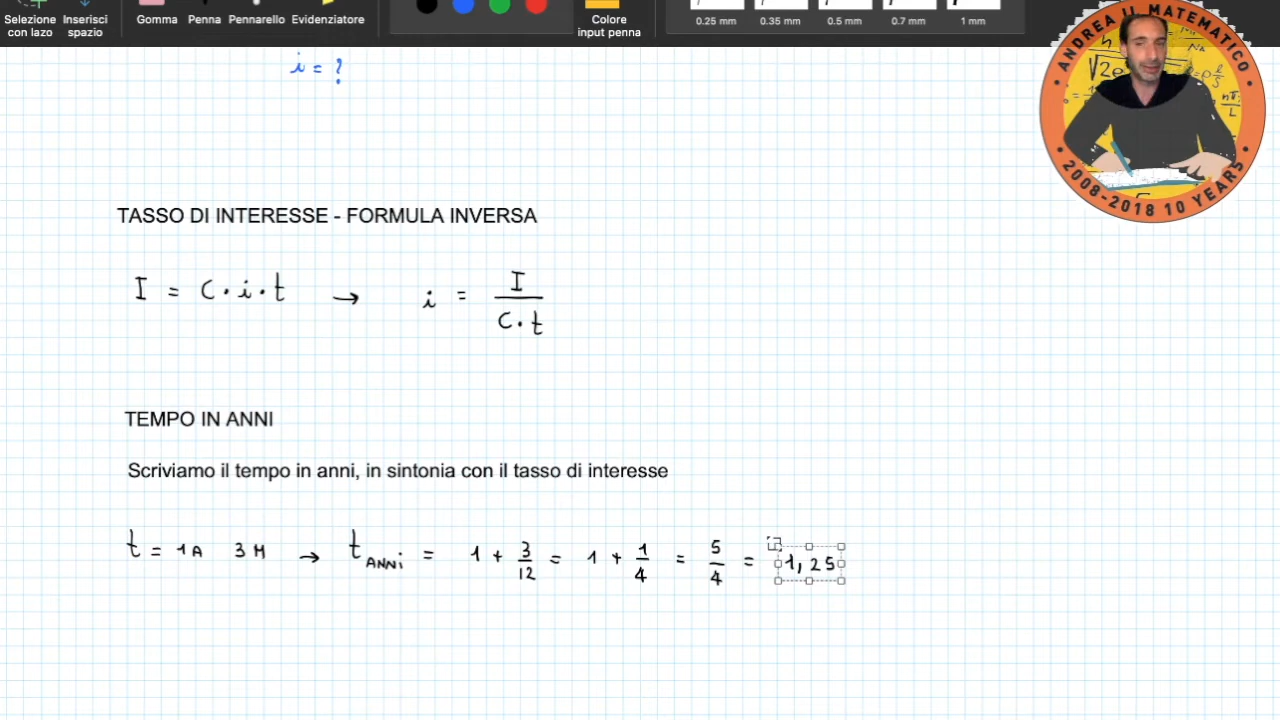 Selezione con lazo
Inserisci spazio
Gomma
Penna
Pennarello
Evidenziatore
Colore input penna
0.25 mm
0.35 mm
0.5 mm
0.7 mm
1 mm
ANDREA IL MATEMATICO
2008-2018 10 YEARS
i = ?
TASSO DI INTERESSE - FORMULA INVERSA
I = C · i · t → i = I / C · t
TEMPO IN ANNI
Scriviamo il tempo in anni, in sintonia con il tasso di interesse
t = 1A 3M → t ANNi = 1 + 3/12 = 1 + 1/4 = 5/4 = 1,25